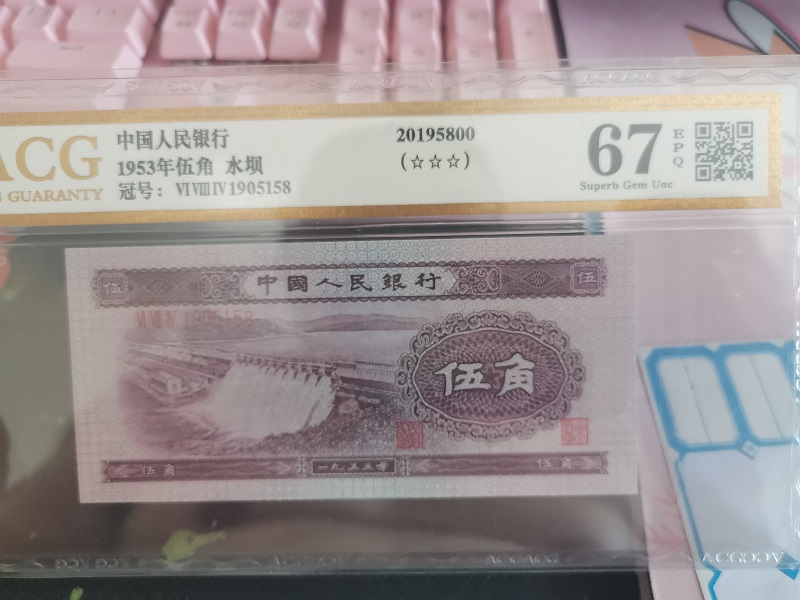 ACG
GUARANTY
中国人民银行
1953年伍角 水坝
冠号: VI VIII IV 1905158
20195800
(☆☆☆)
67
EPQ
Superb Gem Unc
伍
中國人民銀行
伍
VI VIII IV 1905158
伍角
伍角
一九五三年
伍角